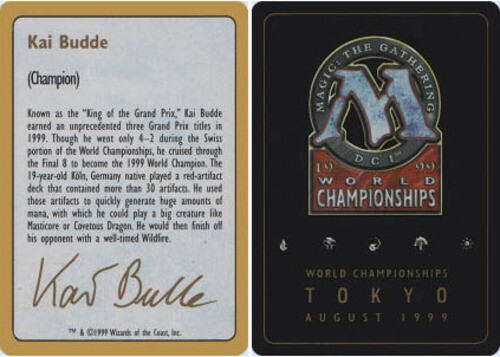 Kai Budde
(Champion)
Known as the "King of the Grand Prix," Kai Budde
earned an unprecedented three Grand Prix titles in
1999. Though he went only 4–2 during the Swiss
portion of the World Championships, he cruised through
the Final 8 to become the 1999 World Champion. The
19-year-old Köln, Germany native played a red-artifact
deck that contained more than 30 artifacts. He used
those artifacts to quickly generate huge amounts of
mana, with which he could play a big creature like
Masticore or Covetous Dragon. He would then finish off
his opponent with a well-timed Wildfire.
Kai Budde
™ & ©1999 Wizards of the Coast, Inc.
MAGIC: THE GATHERING
M
DCI™
1999
WORLD
CHAMPIONSHIPS
WORLD CHAMPIONSHIPS
TOKYO
AUGUST 1999